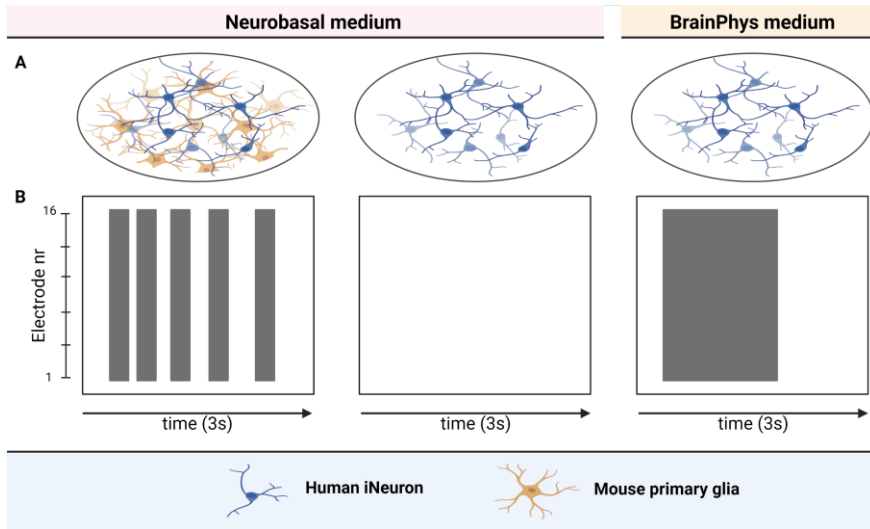 Neurobasal medium
BrainPhys medium
A
B
16
Electrode nr
1
time (3s)
time (3s)
time (3s)
Human iNeuron
Mouse primary glia